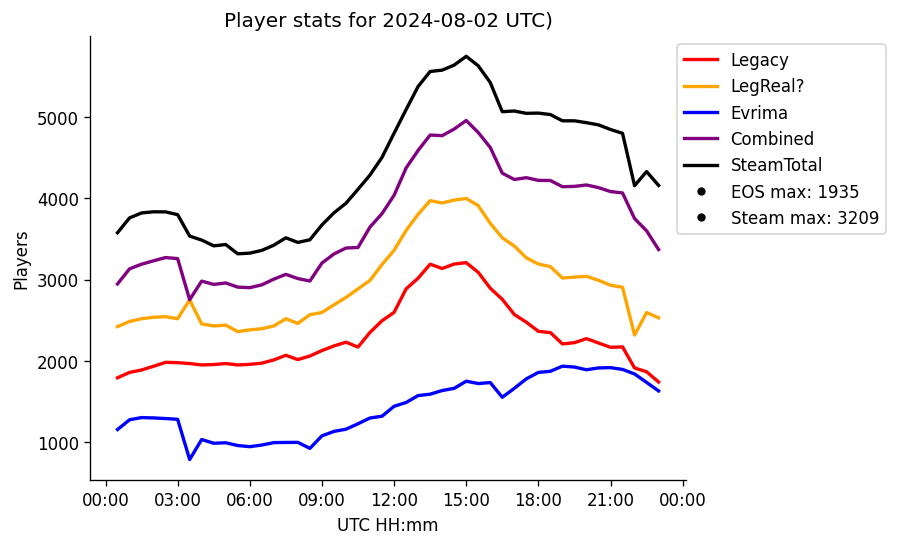 Player stats for 2024-08-02 UTC)
Legacy
LegReal?
Evrima
Combined
SteamTotal
EOS max: 1935
Steam max: 3209
Players
5000
4000
3000
2000
1000
00:00 03:00 06:00 09:00 12:00 15:00 18:00 21:00 00:00
UTC HH:mm